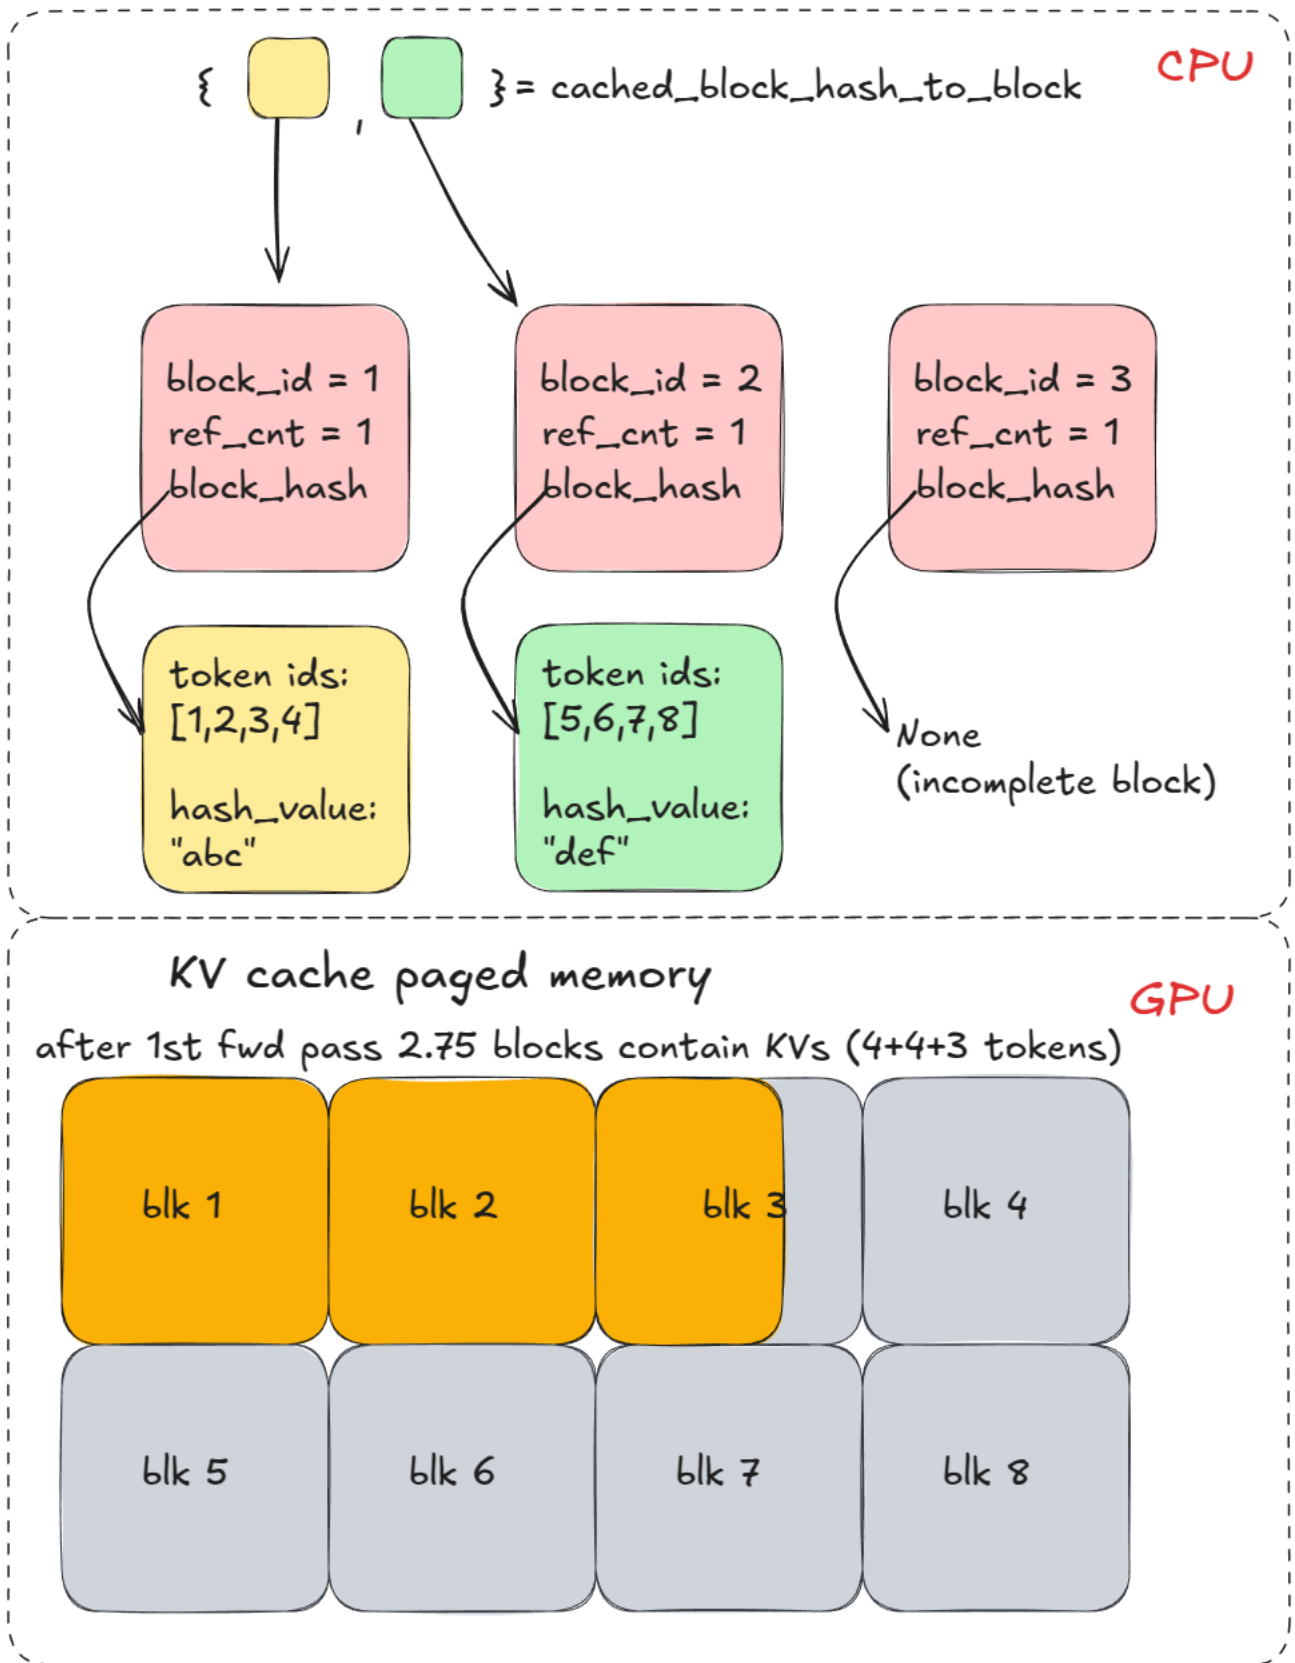 CPU
{ , } = cached_block_hash_to_block
block_id = 1
ref_cnt = 1
block_hash
block_id = 2
ref_cnt = 1
block_hash
block_id = 3
ref_cnt = 1
block_hash
token ids:
[1,2,3,4]
hash_value:
"abc"
token ids:
[5,6,7,8]
hash_value:
"def"
None
(incomplete block)
KV cache paged memory
GPU
after 1st fwd pass 2.75 blocks contain KVs (4+4+3 tokens)
blk 1
blk 2
blk 3
blk 4
blk 5
blk 6
blk 7
blk 8